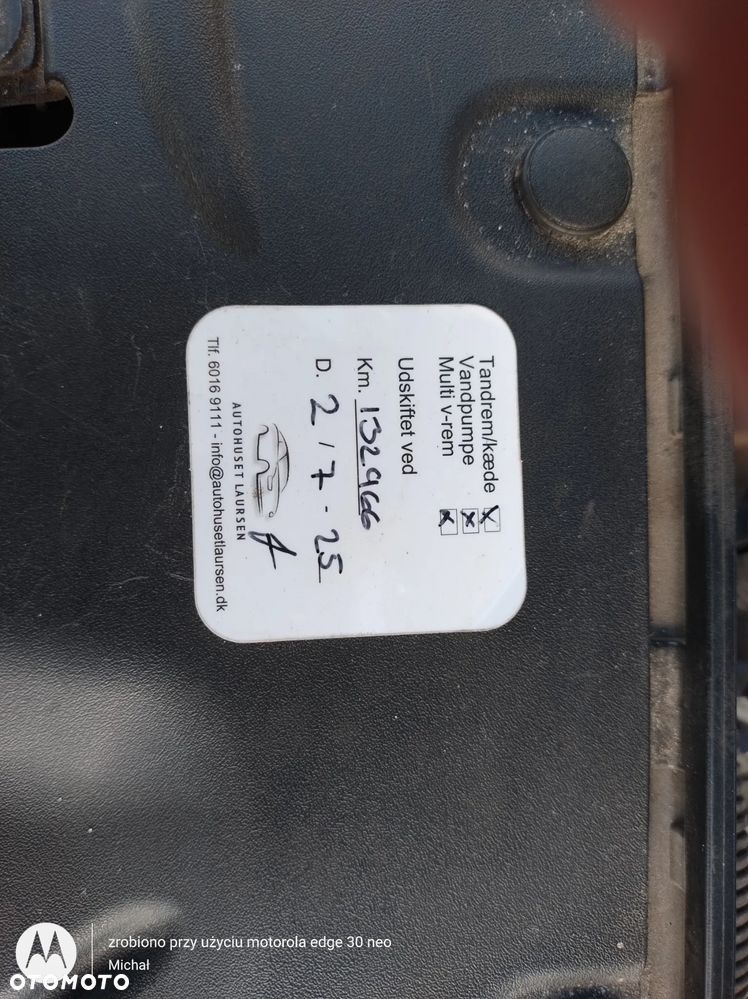 Tandrem/kæde x
Vandpumpe x
Multi v-rem x
Udskiftet ved
Km. 132966
D. 2 / 7 - 25
AUTOHUSET LAURSEN
Tlf. 6016 9111 - info@autohusetlaursen.dk
zrobiono przy użyciu motorola edge 30 neo
Michał
OTOMOTO